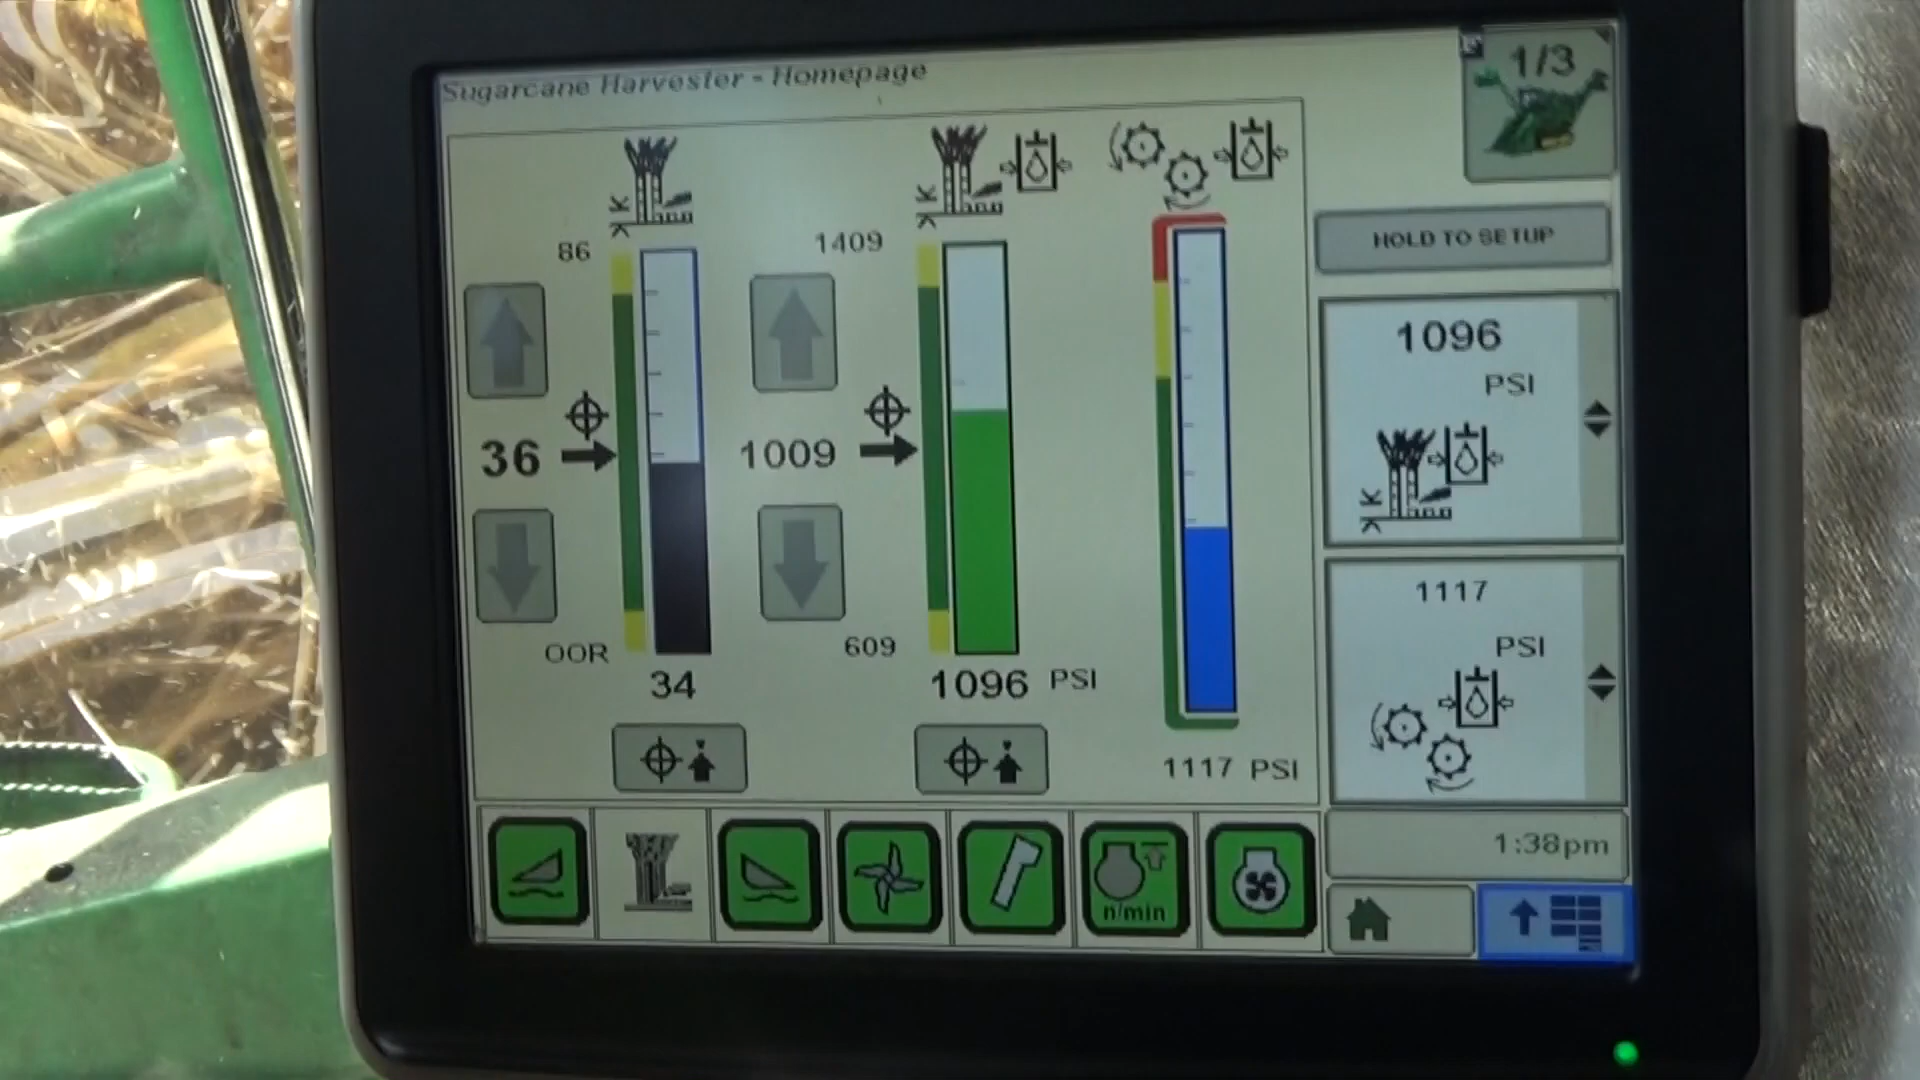 Sugarcane Harvester - Homepage
1/3
HOLD TO SETUP
86
36
OOR
34
1409
1009
609
1096 PSI
1117 PSI
1096
PSI
1117
PSI
n/min
1:38pm